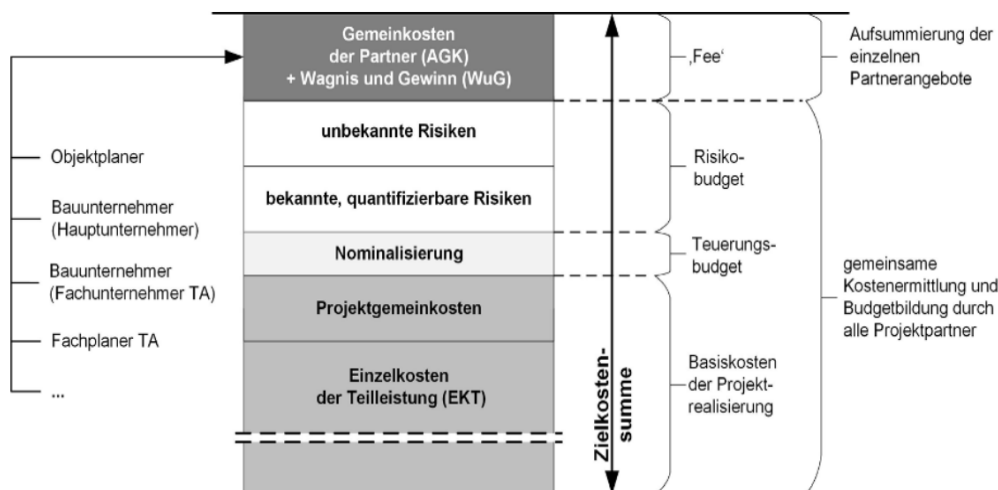 Gemeinkosten
der Partner (AGK)
+ Wagnis und Gewinn (WuG)
unbekannte Risiken
bekannte, quantifizierbare Risiken
Nominalisierung
Projektgemeinkosten
Einzelkosten
der Teilleistung (EKT)
Objektplaner
Bauunternehmer
(Hauptunternehmer)
Bauunternehmer
(Fachunternehmer TA)
Fachplaner TA
...
Zielkosten-
summe
‚Fee‘
Risiko-
budget
Teuerungs-
budget
Basiskosten
der Projekt-
realisierung
Aufsummierung der
einzelnen
Partnerangebote
gemeinsame
Kostenermittlung und
Budgetbildung durch
alle Projektpartner